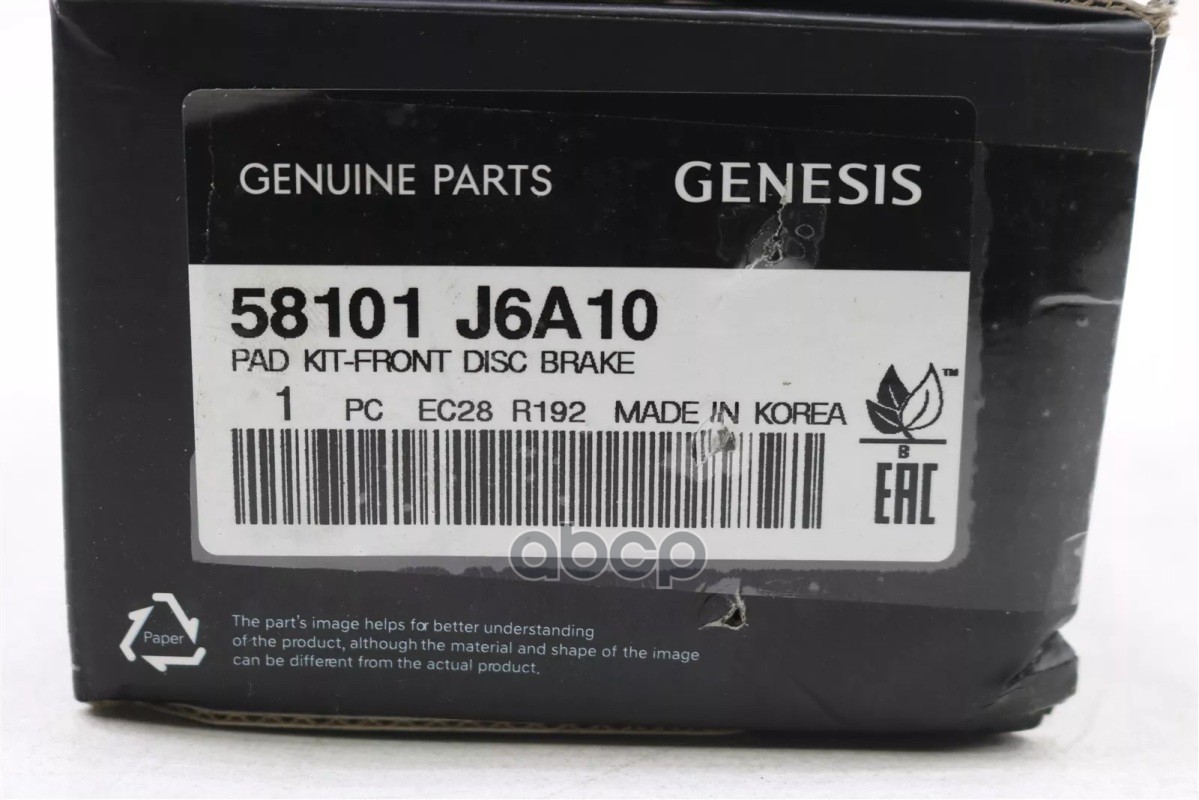 GENUINE PARTS GENESIS
58101 J6A10
PAD KIT-FRONT DISC BRAKE
1 PC EC28 R192 MADE IN KOREA
TM
B
EAC
abcp
Paper
The part's image helps for better understanding
of the product, although the material and shape of the image
can be different from the actual product.